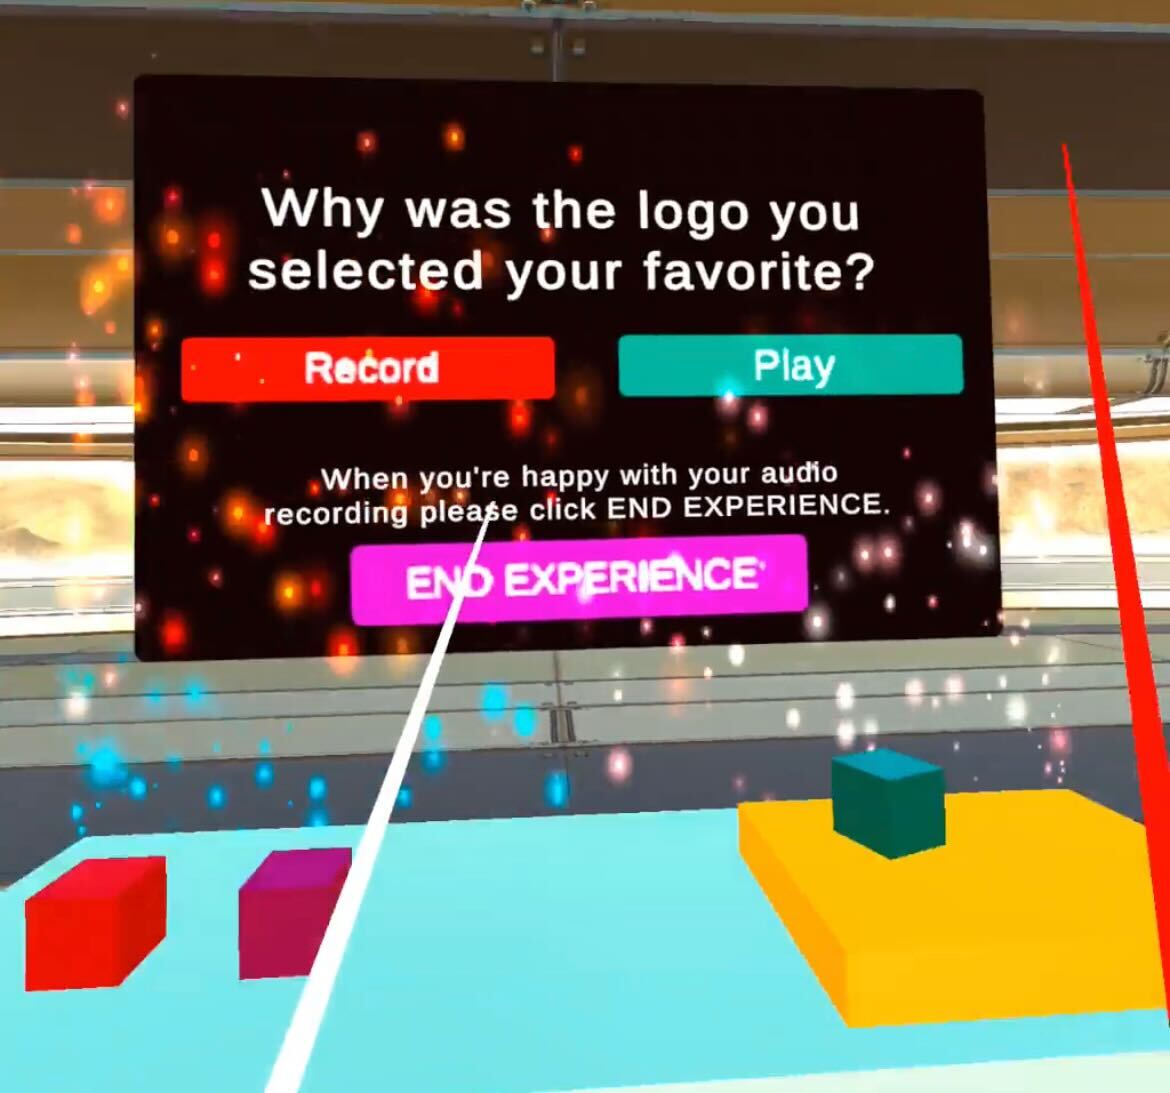 Why was the logo you
selected your favorite?
Record
Play
When you're happy with your audio
recording please click END EXPERIENCE.
END EXPERIENCE